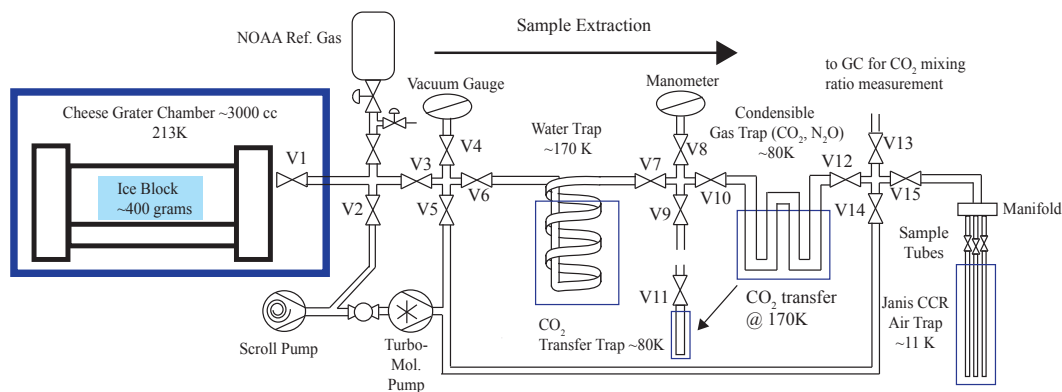 Sample Extraction
NOAA Ref. Gas
Vacuum Gauge
Manometer
to GC for CO2 mixing
ratio measurement
Cheese Grater Chamber ~3000 cc
213K
Ice Block
~400 grams
Water Trap
~170 K
Condensible
Gas Trap (CO2, N2O)
~80K
V1
V2
V3
V4
V5
V6
V7
V8
V9
V10
V11
V12
V13
V14
V15
Manifold
Sample
Tubes
Janis CCR
Air Trap
~11 K
CO2 transfer
@ 170K
CO2
Transfer Trap ~80K
Scroll Pump
Turbo-
Mol.
Pump